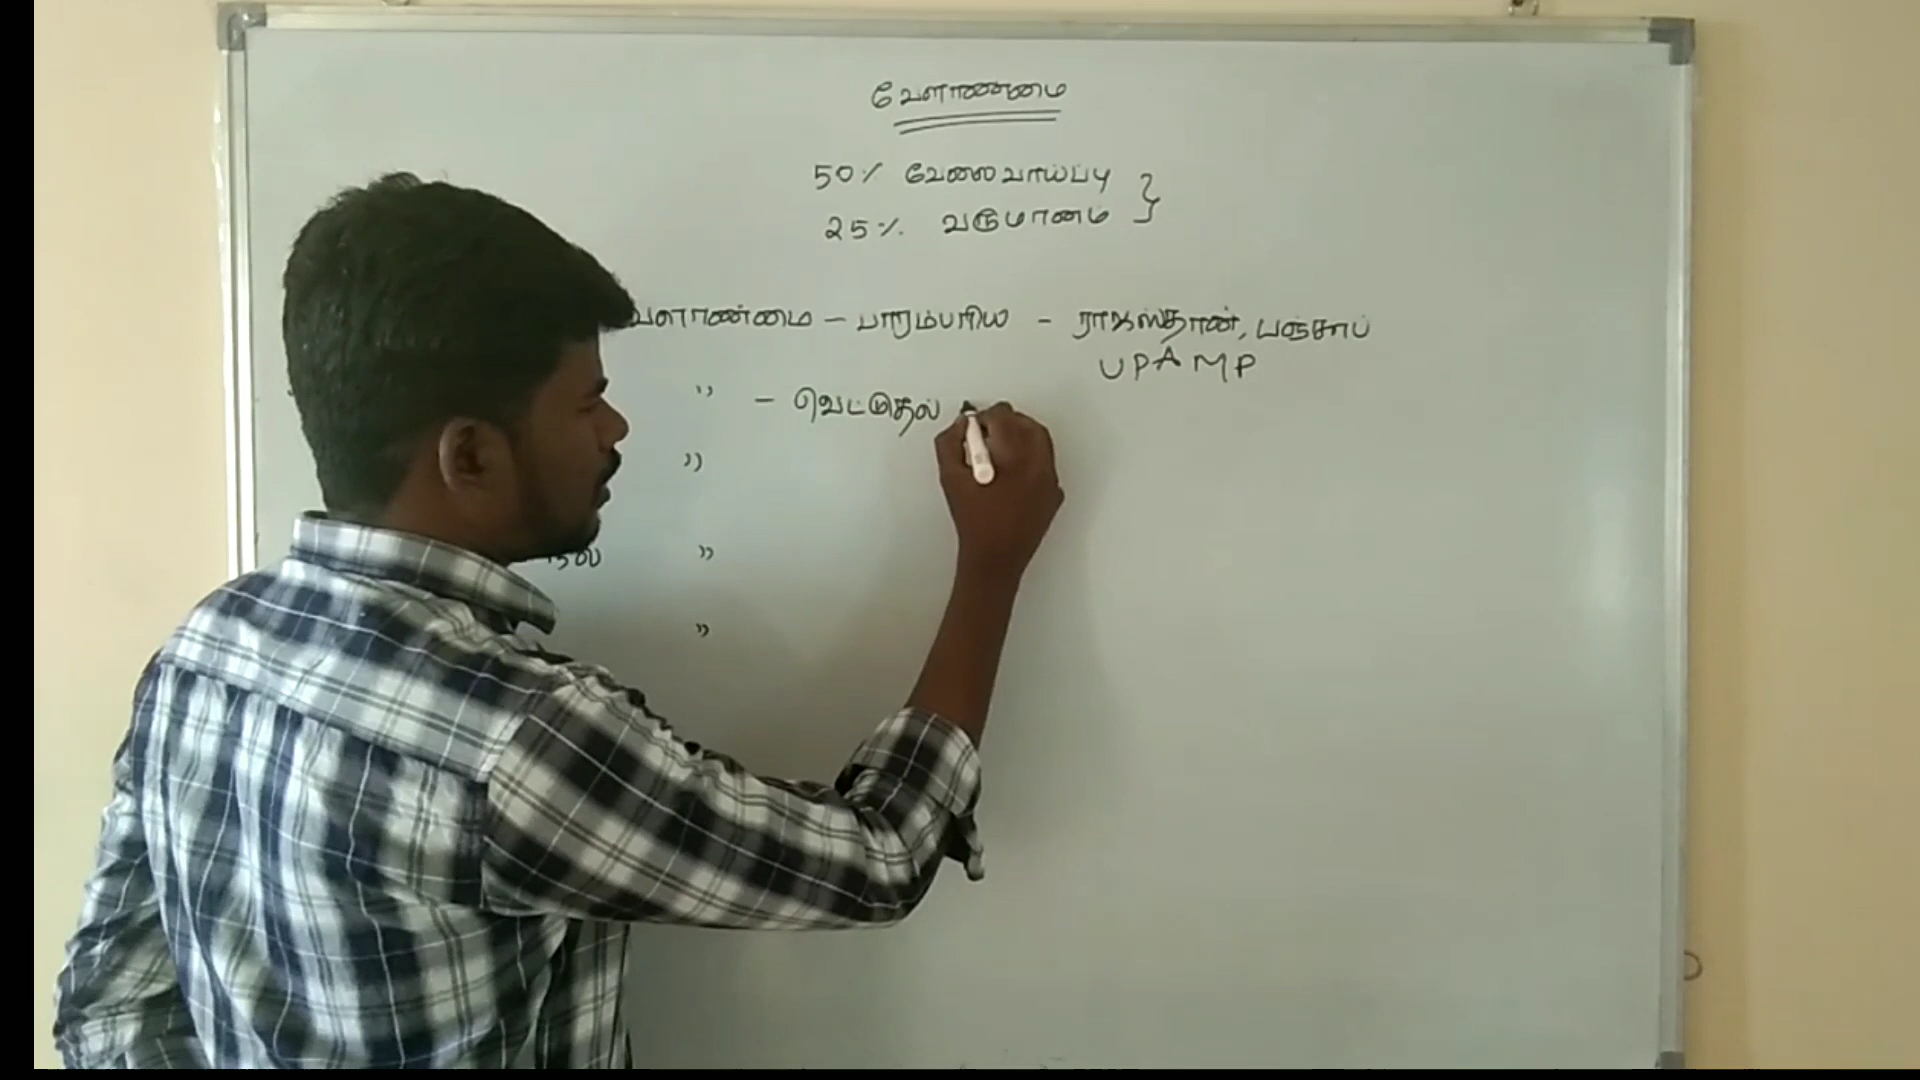 வேளாண்மை
50% வேலைவாய்ப்பு }
25% வருமானம்
வேளாண்மை – பாரம்பரிய – ராஜஸ்தான், பஞ்சாப்
UP & MP
" – வெட்டுதல்
"
"
"